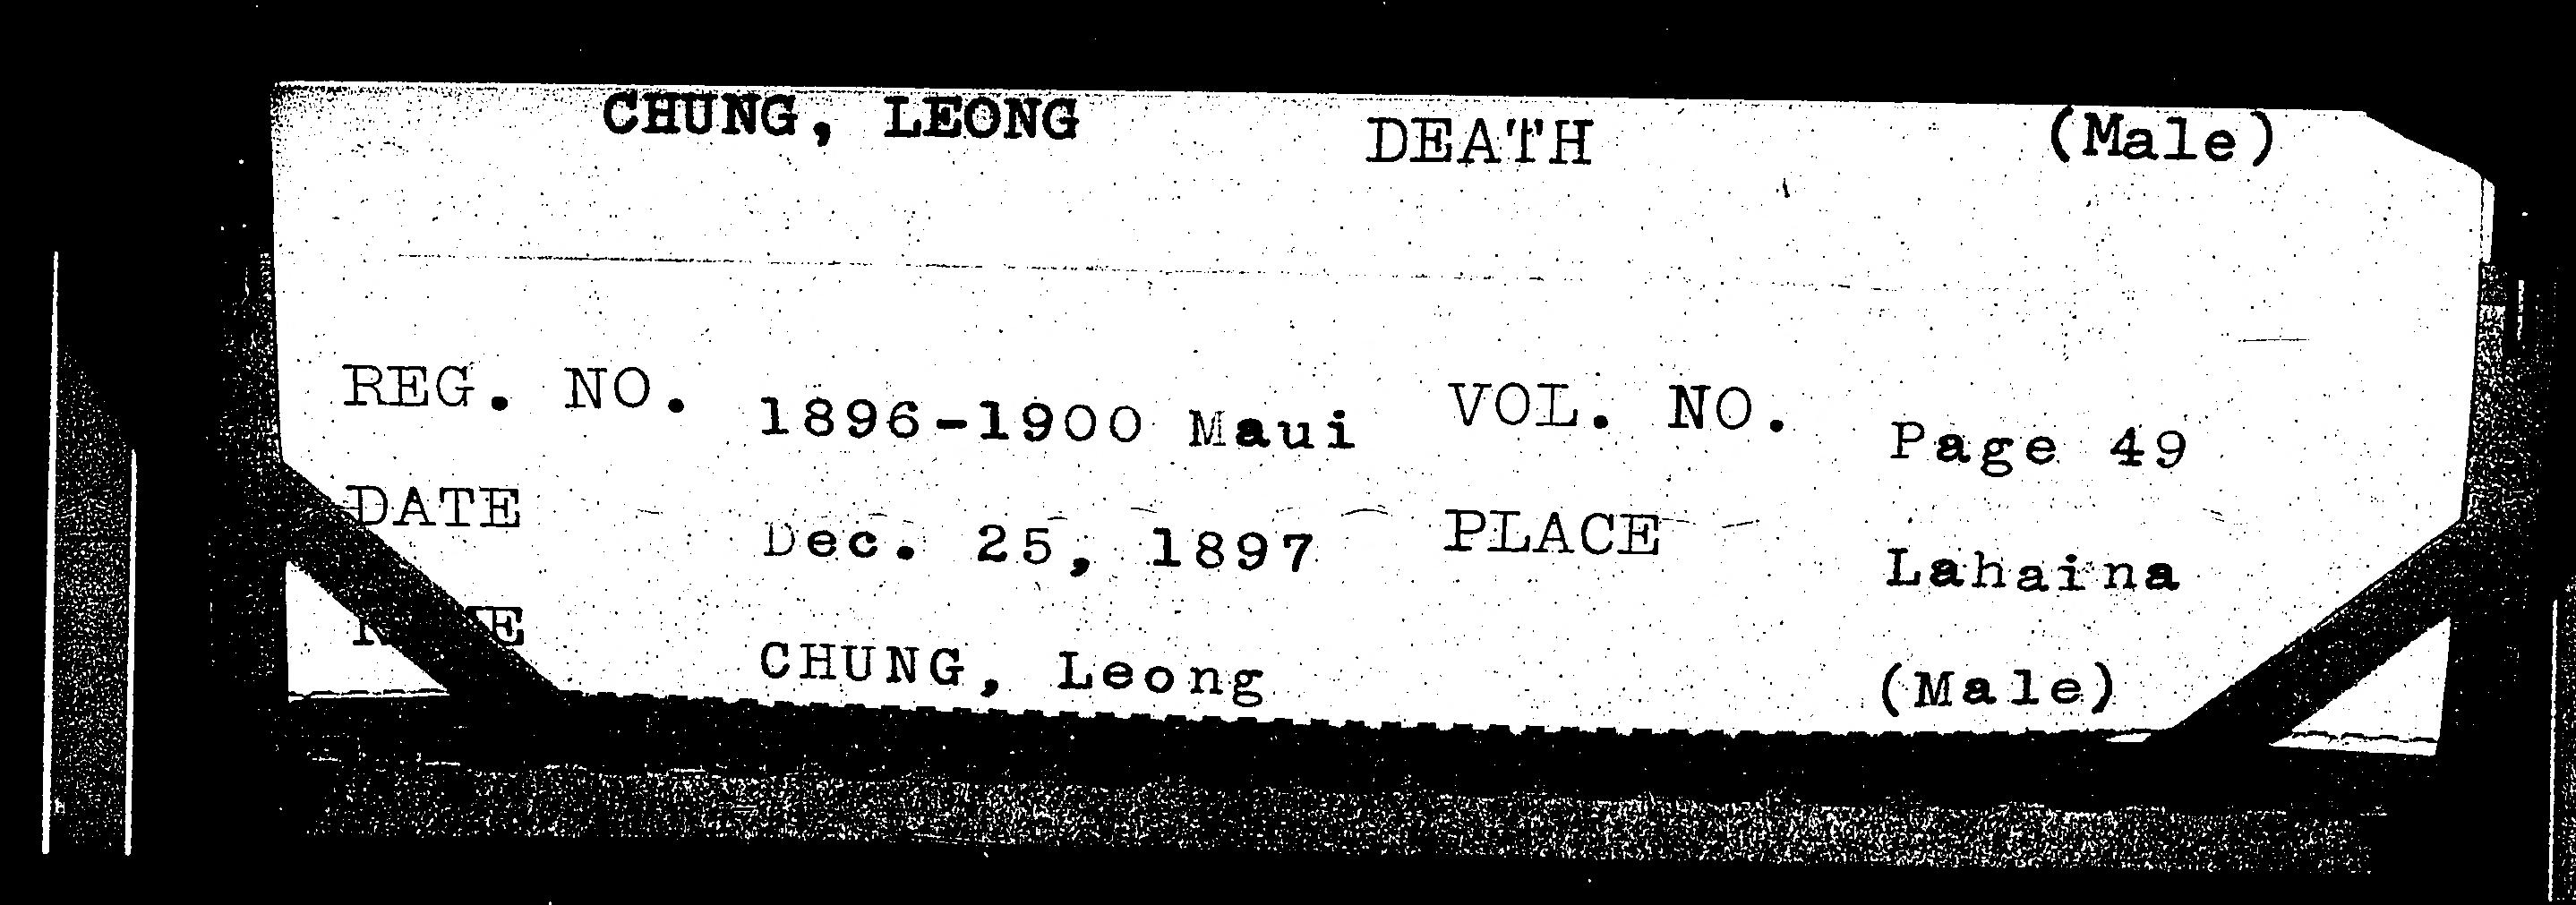 CHUNG, LEONG DEATH (Male)
REG. NO. 1896-1900 Maui VOL. NO. Page 49
DATE Dec. 25, 1897 PLACE Lahaina
CHUNG, Leong (Male)